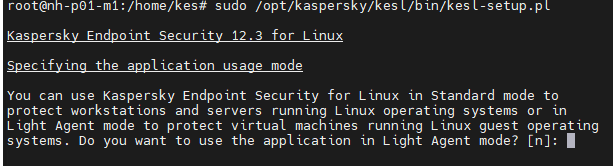 root@nh-p01-m1:/home/kes# sudo /opt/kaspersky/kesl/bin/kesl-setup.pl
Kaspersky Endpoint Security 12.3 for Linux
Specifying the application usage mode
You can use Kaspersky Endpoint Security for Linux in Standard mode to
protect workstations and servers running Linux operating systems or in
Light Agent mode to protect virtual machines running Linux guest operating
systems. Do you want to use the application in Light Agent mode? [n]: